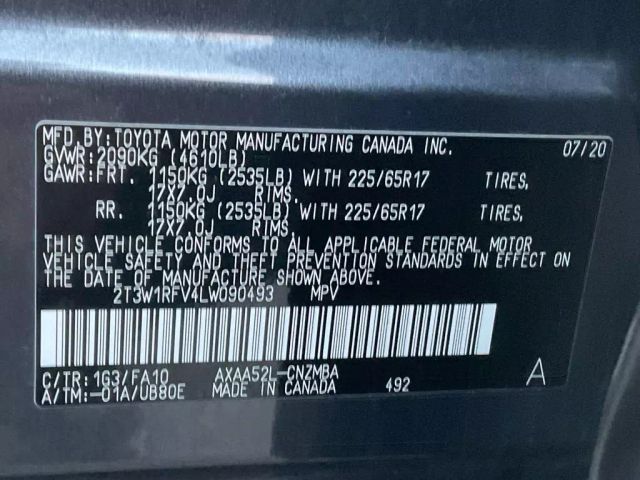 MFD. BY: TOYOTA MOTOR MANUFACTURING CANADA INC. 07/20
GVWR: 2090KG (4610LB)
GAWR: FRT. 1150KG (2535LB) WITH 225/65R17 TIRES,
17X7.0J RIMS.
RR. 1150KG (2535LB) WITH 225/65R17 TIRES,
17X7.0J RIMS.
THIS VEHICLE CONFORMS TO ALL APPLICABLE FEDERAL MOTOR
VEHICLE SAFETY AND THEFT PREVENTION STANDARDS IN EFFECT ON
THE DATE OF MANUFACTURE SHOWN ABOVE.
2T3W1RFV4LW090493 MPV
C/TR: 1G3/FA10 AXAA52L-CNZMBA
A/TM: -01A/UB80E MADE IN CANADA 492 A